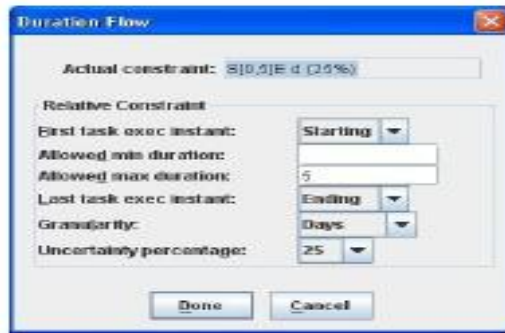 Duration Flow
Actual constraint: S[0,5]E d (25%)
Relative Constraint
First task exec instant: Starting
Allowed min duration:
Allowed max duration: 5
Last task exec instant: Ending
Granularity: Days
Uncertainty percentage: 25
Done Cancel